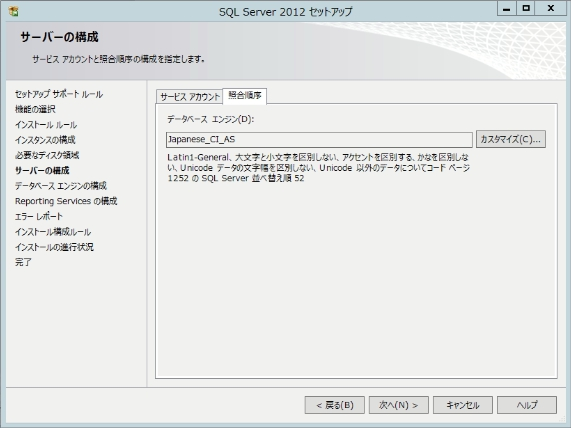 SQL Server 2012 セットアップ
サーバーの構成
サービス アカウントと照合順序の構成を指定します。
セットアップ サポート ルール
機能の選択
インストール ルール
インスタンスの構成
必要なディスク領域
サーバーの構成
データベース エンジンの構成
Reporting Services の構成
エラー レポート
インストール構成ルール
インストールの進行状況
完了
サービス アカウント 照合順序
データベース エンジン(D):
Japanese_CI_AS カスタマイズ(C)...
Latin1-General、大文字と小文字を区別しない、アクセントを区別する、かなを区別しな
い、Unicode データの文字幅を区別しない、Unicode 以外のデータについてコード ページ
1252 の SQL Server 並べ替え順 52
< 戻る(B) 次へ(N) > キャンセル ヘルプ